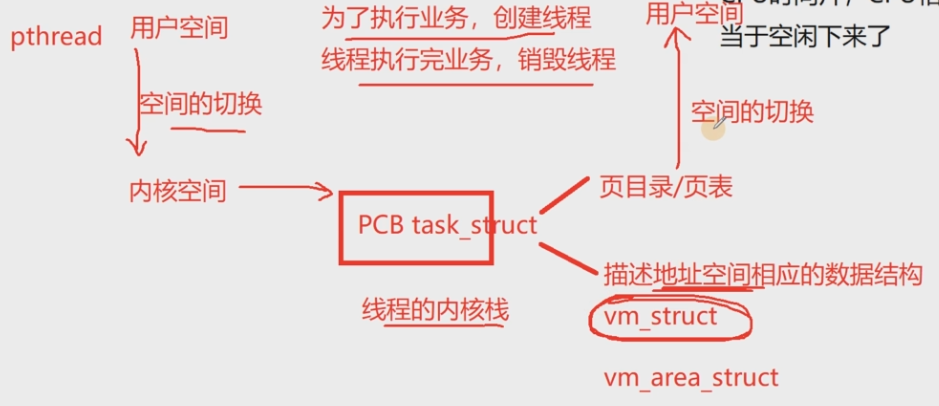 pthread
用户空间
为了执行业务，创建线程
用户空间
线程执行完业务，销毁线程
当于空闲下来了
空间的切换
空间的切换
内核空间
页目录/页表
PCB task_struct
描述地址空间相应的数据结构
线程的内核栈
vm_struct
vm_area_struct